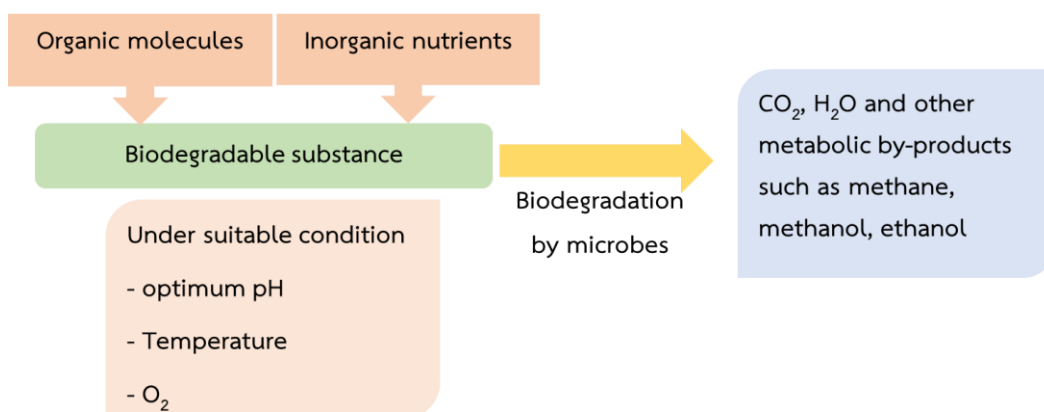 Organic molecules
Inorganic nutrients
Biodegradable substance
Under suitable condition
- optimum pH
- Temperature
- O₂
Biodegradation
by microbes
CO₂, H₂O and other
metabolic by-products
such as methane,
methanol, ethanol